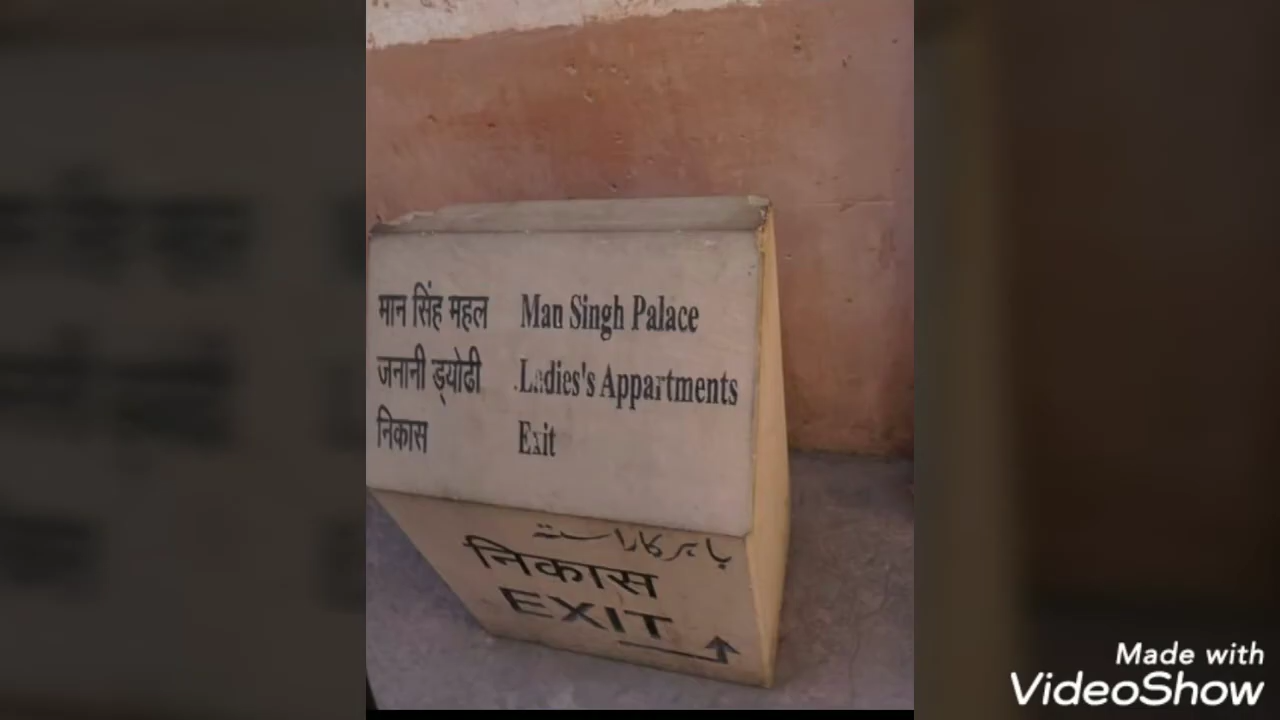 मान सिंह महल Man Singh Palace
जनानी ड्योढी Ladies's Appartments
निकास Exit
باہر کا راستہ
निकास
EXIT
Made with
VideoShow